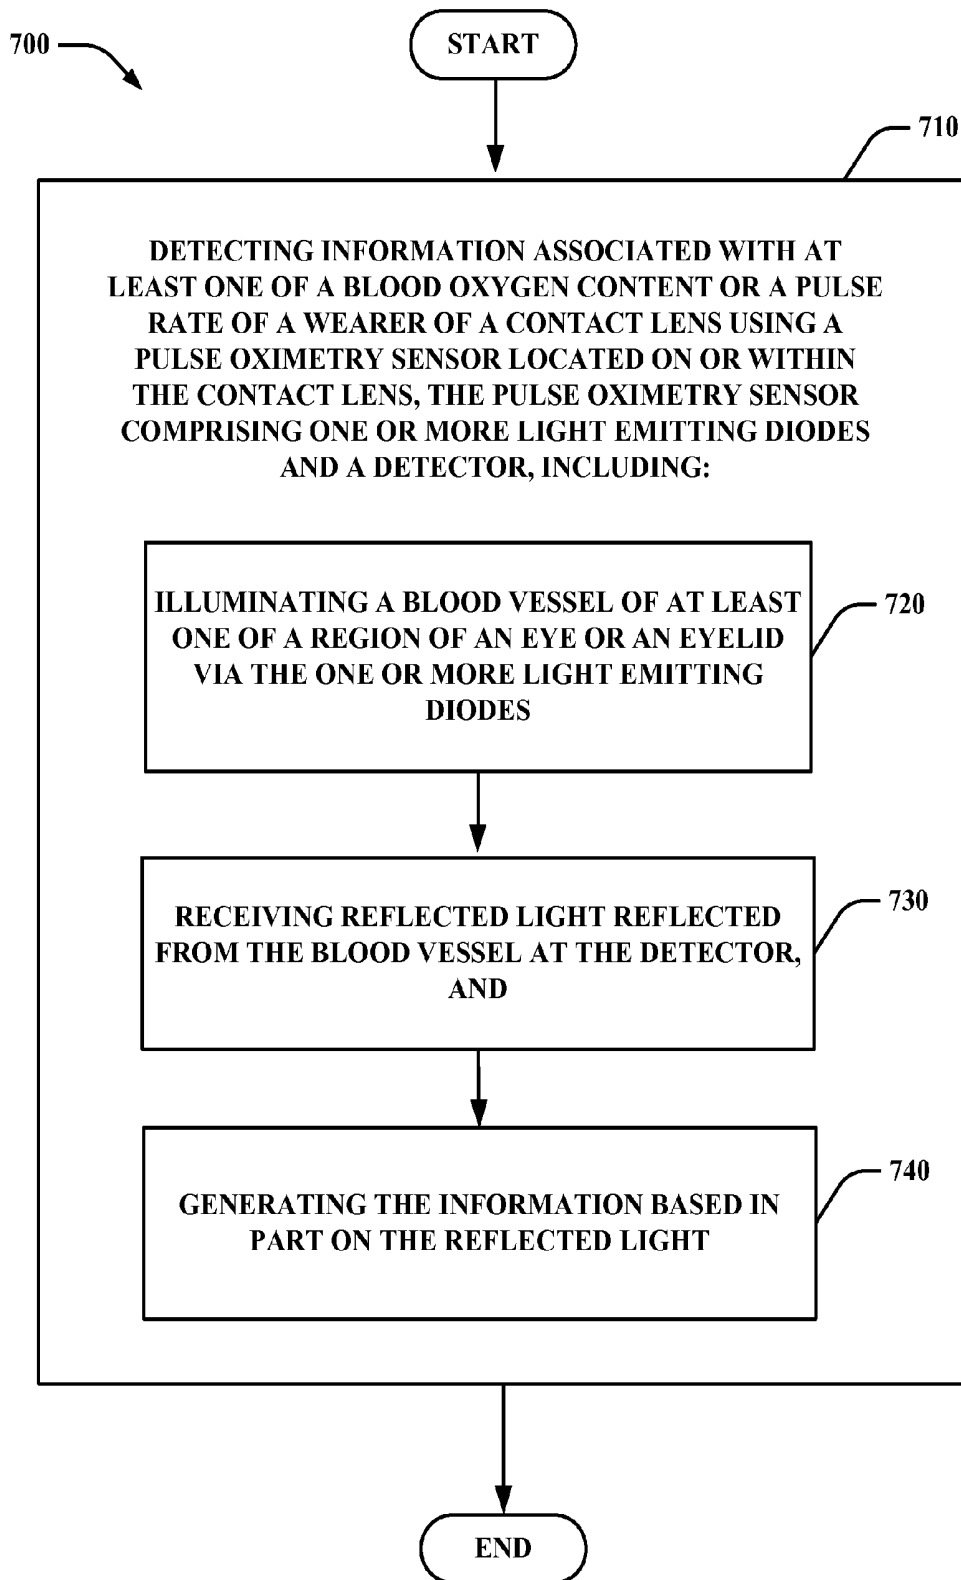 700
START
710
DETECTING INFORMATION ASSOCIATED WITH AT
LEAST ONE OF A BLOOD OXYGEN CONTENT OR A PULSE
RATE OF A WEARER OF A CONTACT LENS USING A
PULSE OXIMETRY SENSOR LOCATED ON OR WITHIN
THE CONTACT LENS, THE PULSE OXIMETRY SENSOR
COMPRISING ONE OR MORE LIGHT EMITTING DIODES
AND A DETECTOR, INCLUDING:
ILLUMINATING A BLOOD VESSEL OF AT LEAST
ONE OF A REGION OF AN EYE OR AN EYELID
VIA THE ONE OR MORE LIGHT EMITTING
DIODES
720
RECEIVING REFLECTED LIGHT REFLECTED
FROM THE BLOOD VESSEL AT THE DETECTOR,
AND
730
GENERATING THE INFORMATION BASED IN
PART ON THE REFLECTED LIGHT
740
END